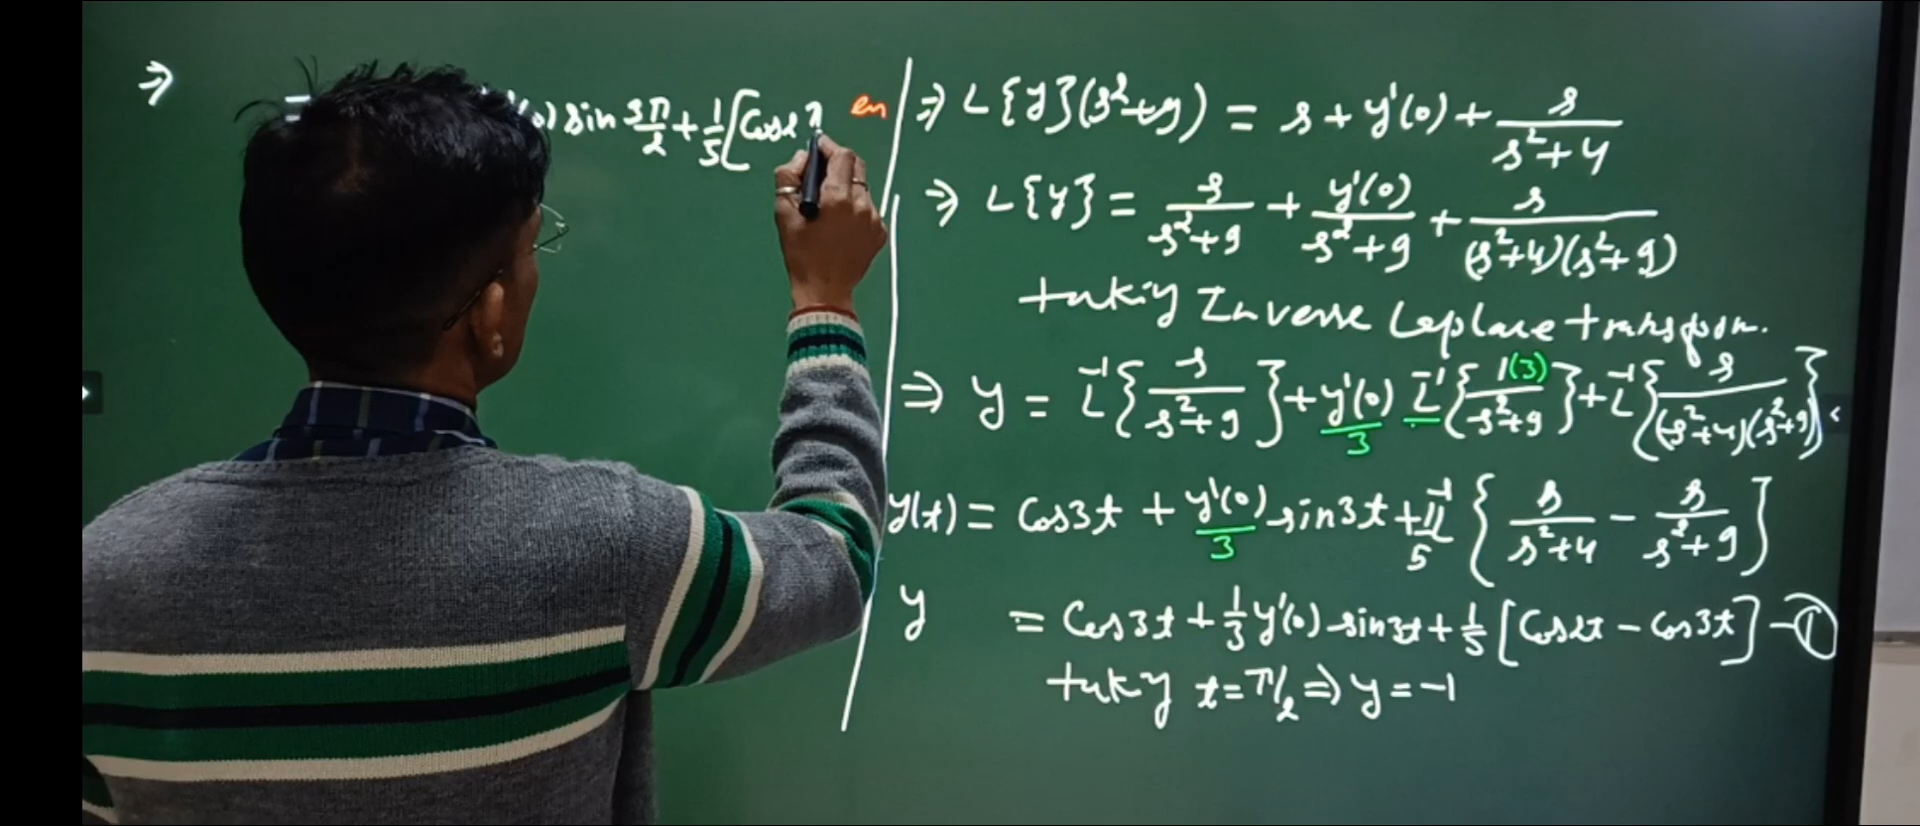 ⇒ = '(0) sin 3π/2 + 1/5 [Cos2π
en
⇒ L{y}(s²+9) = s + y'(0) + s/(s²+4)
⇒ L{y} = s/(s²+9) + y'(0)/(s²+9) + s/((s²+4)(s²+9))
taking Inverse Laplace transform.
⇒ y = L⁻¹{s/(s²+9)} + y'(0)/3 L⁻¹{1(3)/(s²+9)} + L⁻¹{s/((s²+4)(s²+9))}
y(t) = Cos3t + y'(0)/3 sin3t + L⁻¹/5 {s/(s²+4) - s/(s²+9)}
y = Cos3t + 1/3 y'(0) sin3t + 1/5 [Cos2t - Cos3t] - ①
taking t = π/2 ⇒ y = -1